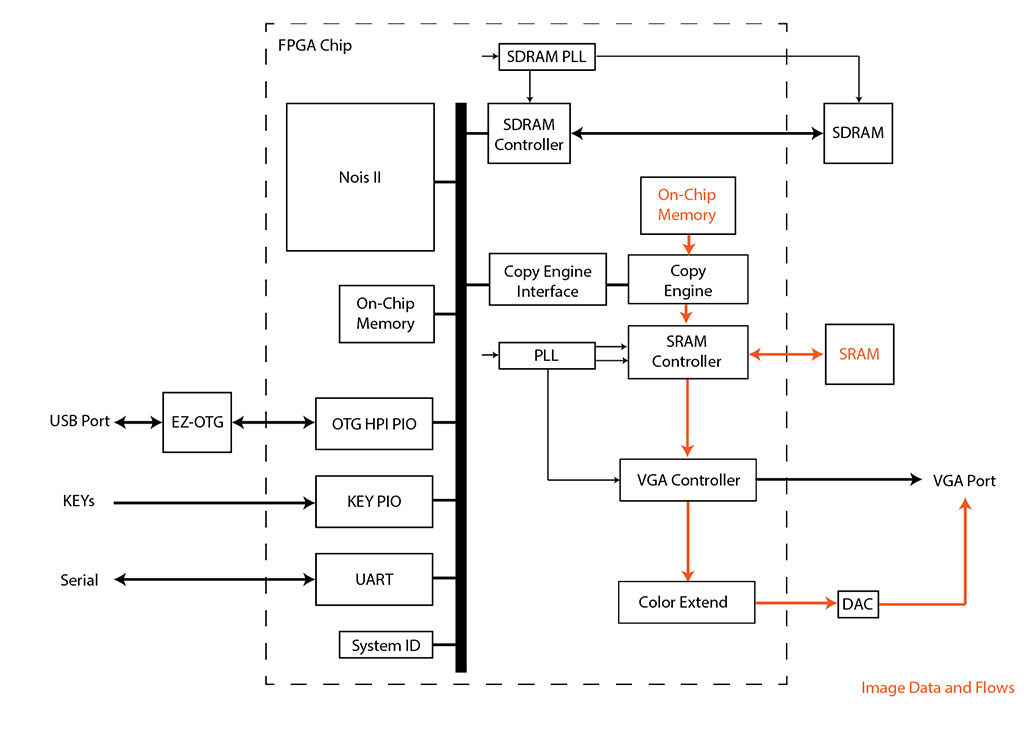 FPGA Chip
SDRAM PLL
SDRAM
Controller
SDRAM
Nois II
On-Chip
Memory
Copy Engine
Interface
Copy
Engine
On-Chip
Memory
SRAM
Controller
SRAM
PLL
USB Port
EZ-OTG
OTG HPI PIO
KEYs
KEY PIO
VGA Controller
VGA Port
Serial
UART
Color Extend
DAC
System ID
Image Data and Flows